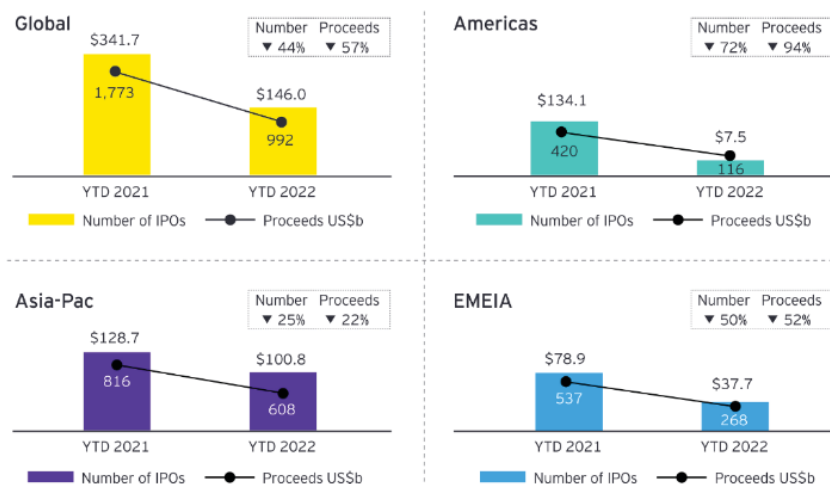 Global
Number Proceeds
▼ 44% ▼ 57%
$341.7
1,773
$146.0
992
YTD 2021 YTD 2022
Number of IPOs Proceeds US$b
Americas
Number Proceeds
▼ 72% ▼ 94%
$134.1
420
$7.5
116
YTD 2021 YTD 2022
Number of IPOs Proceeds US$b
Asia-Pac
Number Proceeds
▼ 25% ▼ 22%
$128.7
816
$100.8
608
YTD 2021 YTD 2022
Number of IPOs Proceeds US$b
EMEIA
Number Proceeds
▼ 50% ▼ 52%
$78.9
537
$37.7
268
YTD 2021 YTD 2022
Number of IPOs Proceeds US$b